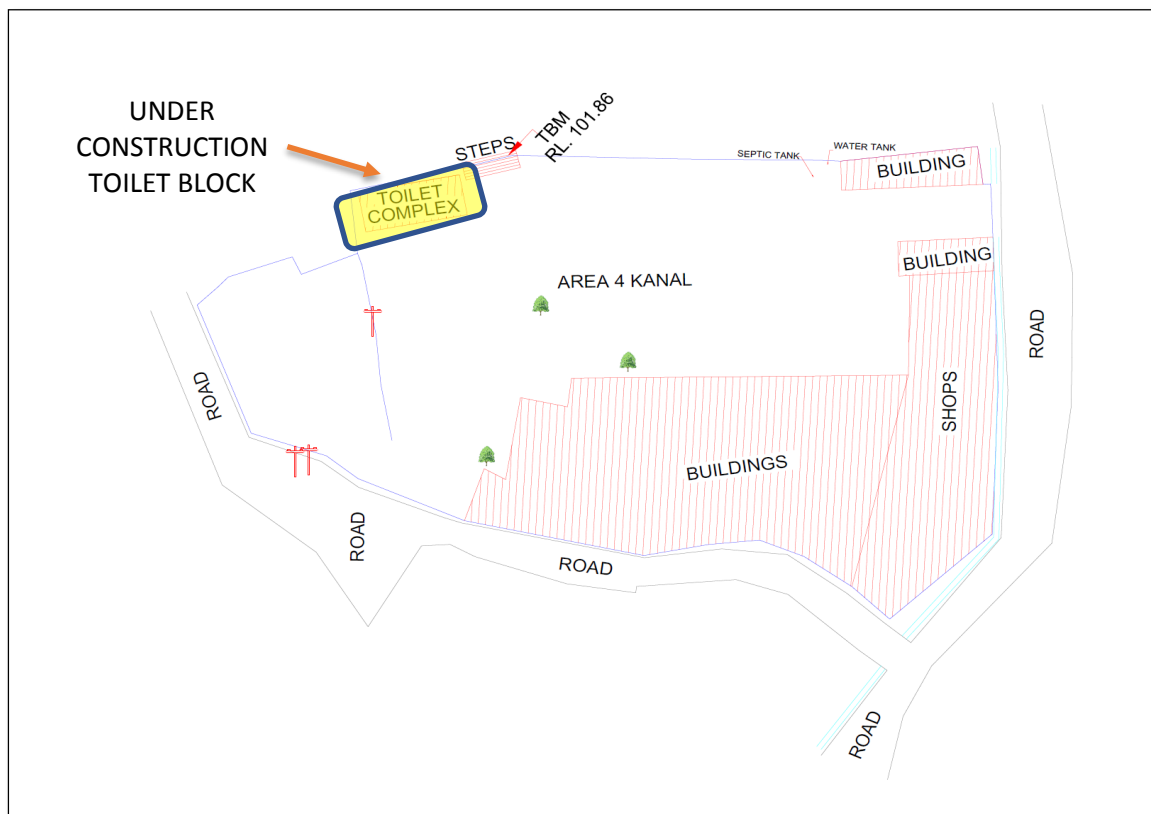 UNDER
CONSTRUCTION
TOILET BLOCK
STEPS
TBM
RL. 101.86
TOILET
COMPLEX
SEPTIC TANK
WATER TANK
BUILDING
BUILDING
AREA 4 KANAL
ROAD
ROAD
SHOPS
BUILDINGS
ROAD
ROAD
ROAD